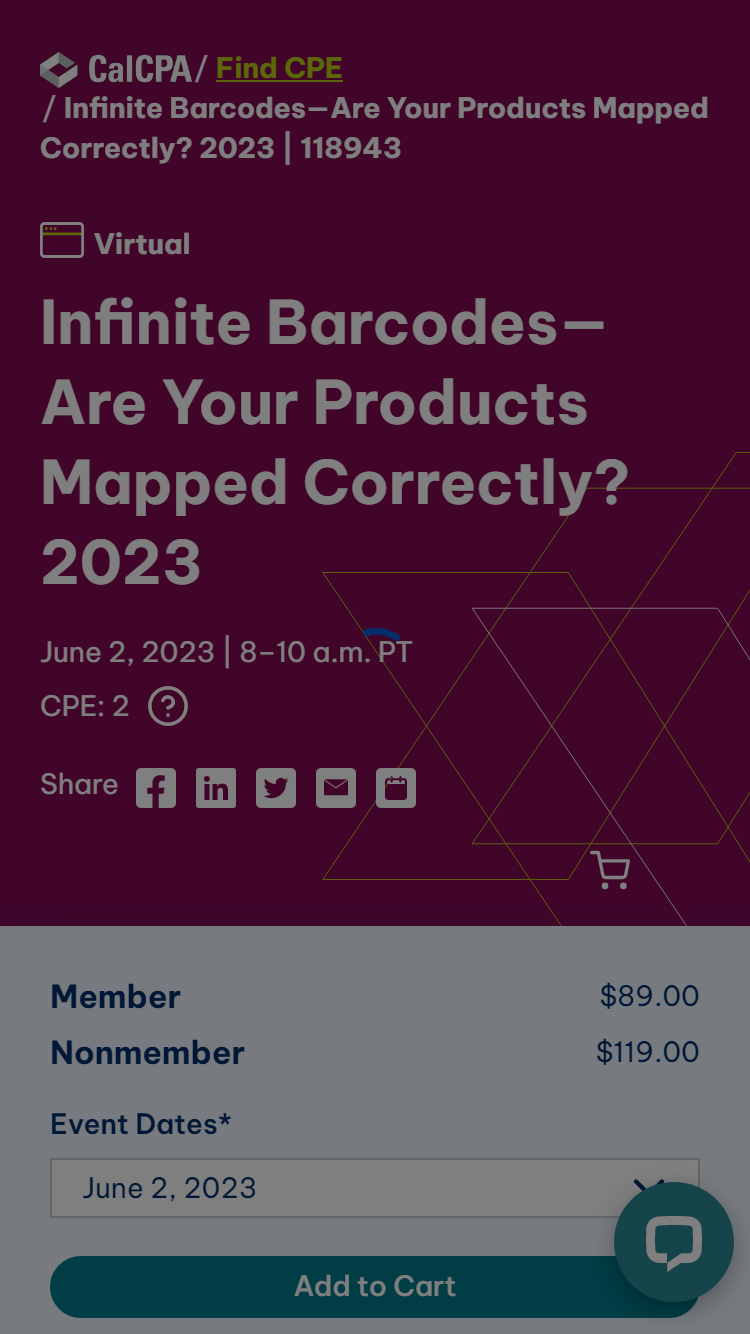 CalCPA / Find CPE
/ Infinite Barcodes—Are Your Products Mapped
Correctly? 2023 | 118943
Virtual
Infinite Barcodes—
Are Your Products
Mapped Correctly?
2023
June 2, 2023 | 8–10 a.m. PT
CPE: 2 ?
Share
Member $89.00
Nonmember $119.00
Event Dates*
June 2, 2023
Add to Cart